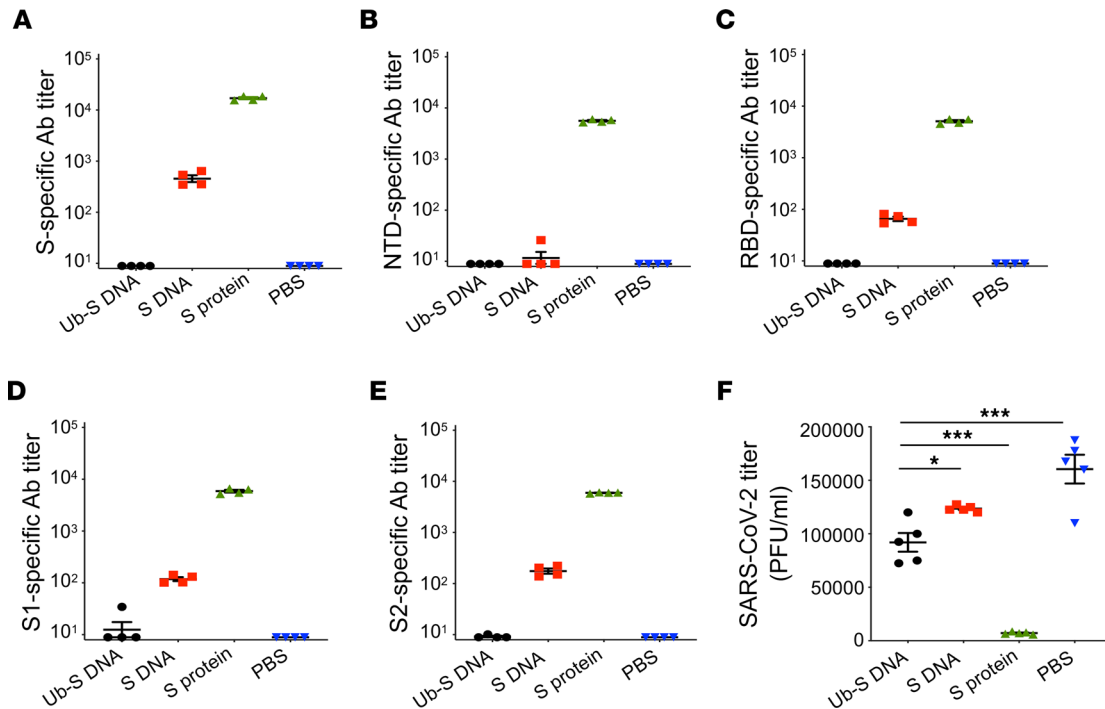 A
S-specific Ab titer
10⁵
10⁴
10³
10²
10¹
Ub-S DNA
S DNA
S protein
PBS
B
NTD-specific Ab titer
10⁵
10⁴
10³
10²
10¹
Ub-S DNA
S DNA
S protein
PBS
C
RBD-specific Ab titer
10⁵
10⁴
10³
10²
10¹
Ub-S DNA
S DNA
S protein
PBS
D
S1-specific Ab titer
10⁵
10⁴
10³
10²
10¹
Ub-S DNA
S DNA
S protein
PBS
E
S2-specific Ab titer
10⁵
10⁴
10³
10²
10¹
Ub-S DNA
S DNA
S protein
PBS
F
SARS-CoV-2 titer
(PFU/ml)
200000
150000
100000
50000
0
***
***
*
Ub-S DNA
S DNA
S protein
PBS